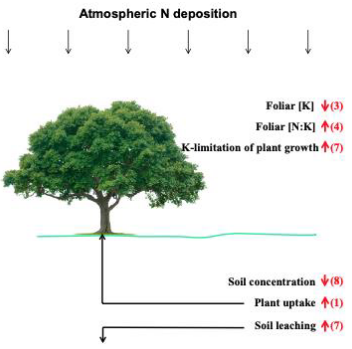 Atmospheric N deposition
Foliar [K] ↓(3)
Foliar [N:K] ↑(4)
K-limitation of plant growth ↑(7)
Soil concentration ↓(8)
Plant uptake ↑(1)
Soil leaching ↑(7)